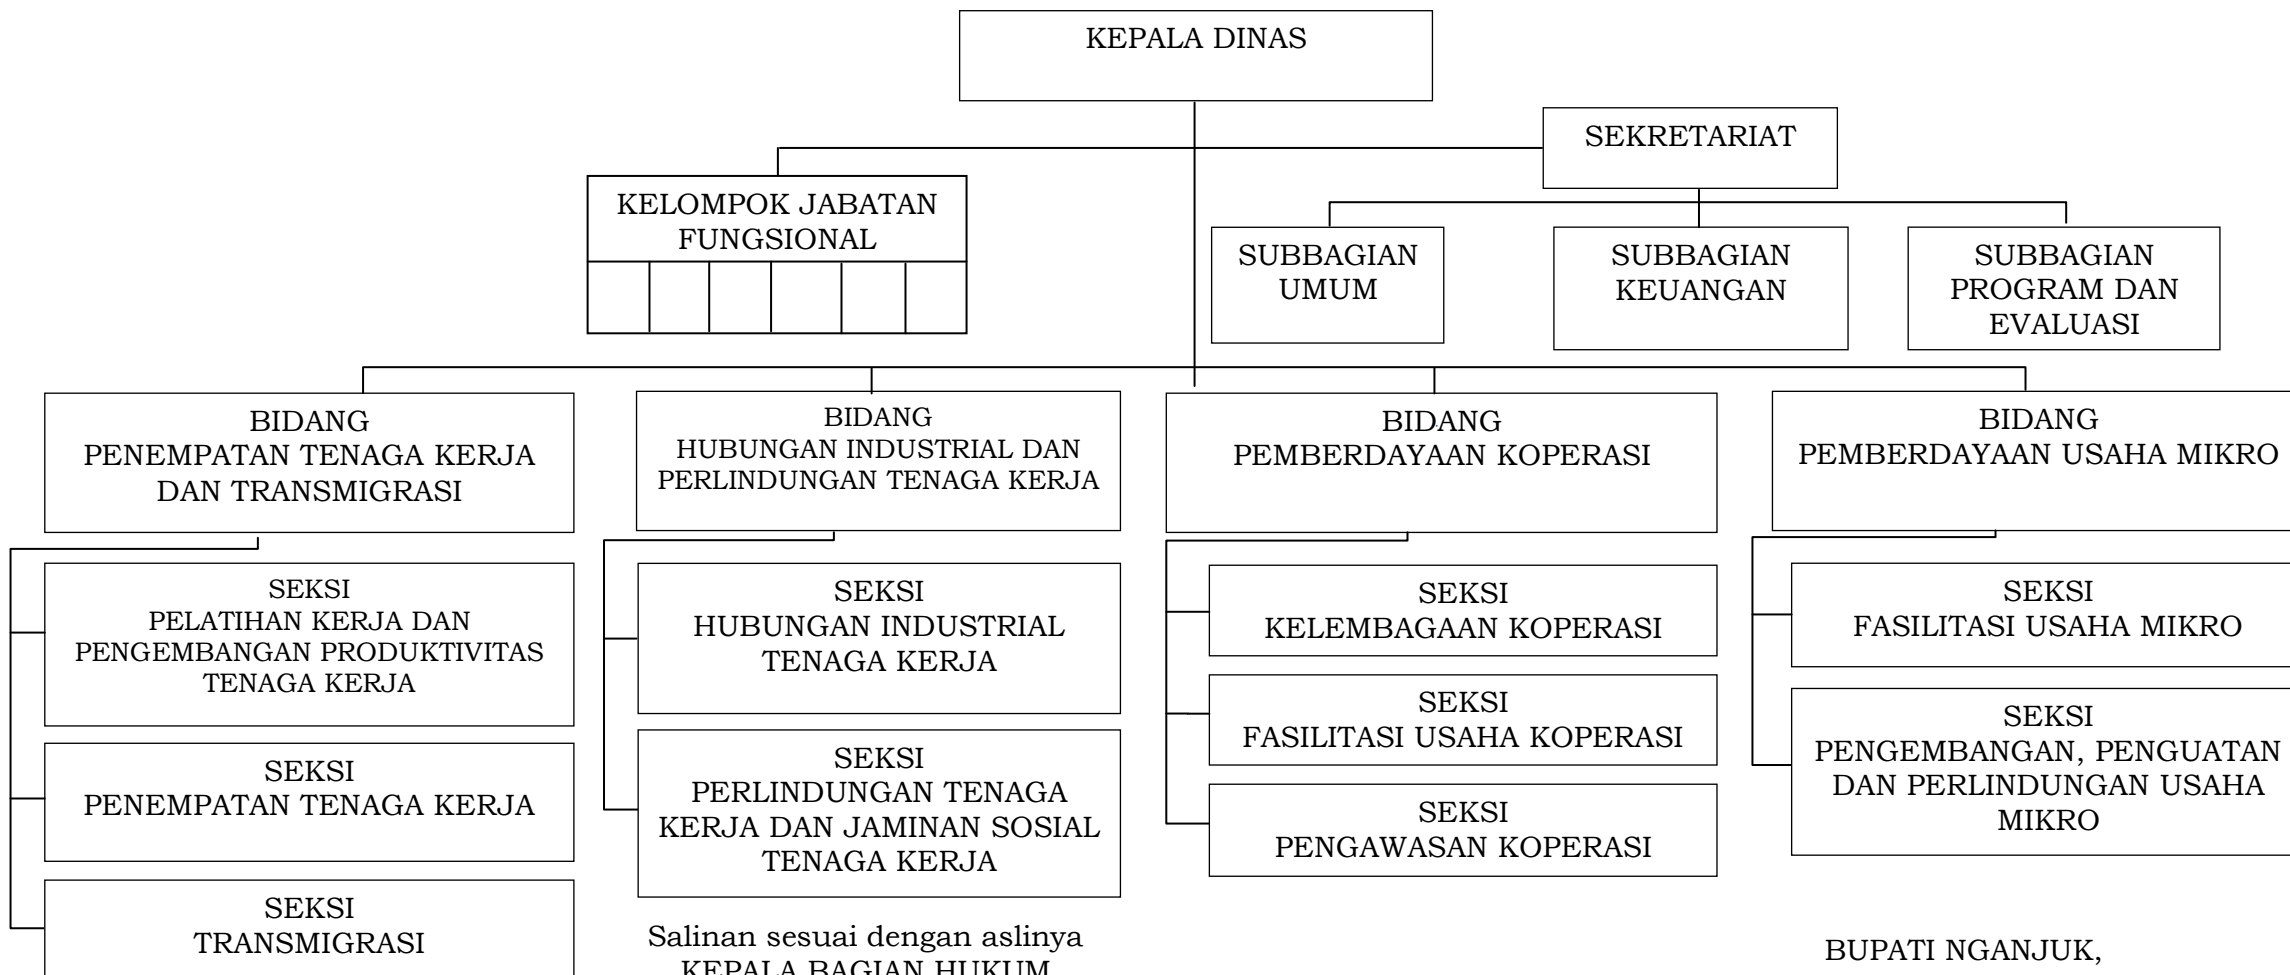 KEPALA DINAS
SEKRETARIAT
KELOMPOK JABATAN
FUNGSIONAL
SUBBAGIAN
UMUM
SUBBAGIAN
KEUANGAN
SUBBAGIAN
PROGRAM DAN
EVALUASI
BIDANG
PENEMPATAN TENAGA KERJA
DAN TRANSMIGRASI
BIDANG
HUBUNGAN INDUSTRIAL DAN
PERLINDUNGAN TENAGA KERJA
BIDANG
PEMBERDAYAAN KOPERASI
BIDANG
PEMBERDAYAAN USAHA MIKRO
SEKSI
PELATIHAN KERJA DAN
PENGEMBANGAN PRODUKTIVITAS
TENAGA KERJA
SEKSI
PENEMPATAN TENAGA KERJA
SEKSI
TRANSMIGRASI
SEKSI
HUBUNGAN INDUSTRIAL
TENAGA KERJA
SEKSI
PERLINDUNGAN TENAGA
KERJA DAN JAMINAN SOSIAL
TENAGA KERJA
SEKSI
KELEMBAGAAN KOPERASI
SEKSI
FASILITASI USAHA KOPERASI
SEKSI
PENGAWASAN KOPERASI
SEKSI
FASILITASI USAHA MIKRO
SEKSI
PENGEMBANGAN, PENGUATAN
DAN PERLINDUNGAN USAHA
MIKRO
Salinan sesuai dengan aslinya
KEPALA BAGIAN HUKUM
BUPATI NGANJUK,